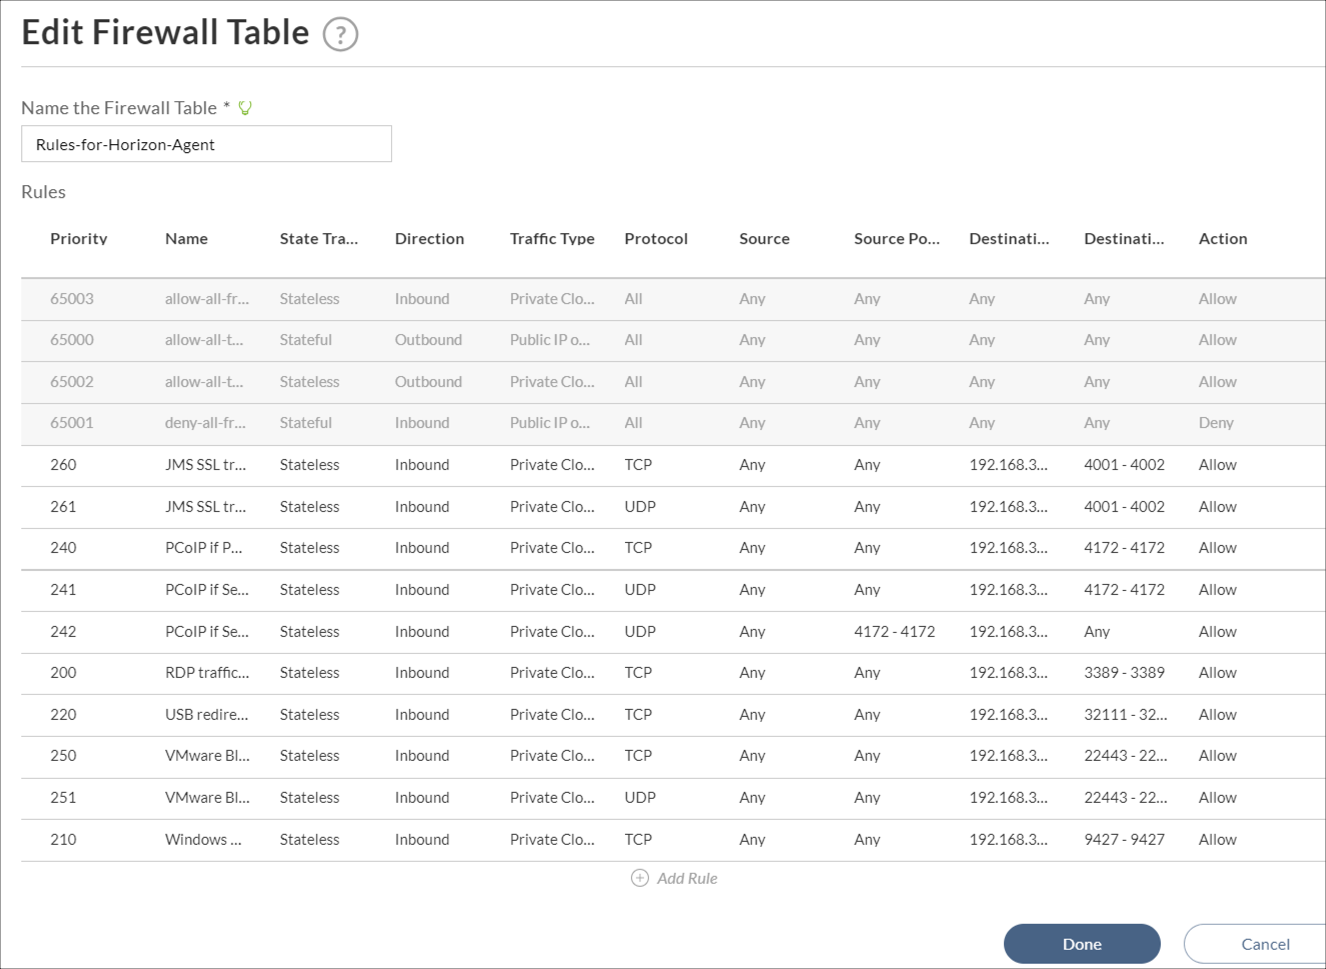 Edit Firewall Table ?
Name the Firewall Table *
Rules-for-Horizon-Agent
Rules
Priority Name State Tra... Direction Traffic Type Protocol Source Source Po... Destinati... Destinati... Action
65003 allow-all-fr... Stateless Inbound Private Clo... All Any Any Any Any Allow
65000 allow-all-t... Stateful Outbound Public IP o... All Any Any Any Any Allow
65002 allow-all-t... Stateless Outbound Private Clo... All Any Any Any Any Allow
65001 deny-all-fr... Stateful Inbound Public IP o... All Any Any Any Any Deny
260 JMS SSL tr... Stateless Inbound Private Clo... TCP Any Any 192.168.3... 4001 - 4002 Allow
261 JMS SSL tr... Stateless Inbound Private Clo... UDP Any Any 192.168.3... 4001 - 4002 Allow
240 PCoIP if P... Stateless Inbound Private Clo... TCP Any Any 192.168.3... 4172 - 4172 Allow
241 PCoIP if Se... Stateless Inbound Private Clo... UDP Any Any 192.168.3... 4172 - 4172 Allow
242 PCoIP if Se... Stateless Inbound Private Clo... UDP Any 4172 - 4172 192.168.3... Any Allow
200 RDP traffic... Stateless Inbound Private Clo... TCP Any Any 192.168.3... 3389 - 3389 Allow
220 USB redire... Stateless Inbound Private Clo... TCP Any Any 192.168.3... 32111 - 32... Allow
250 VMware Bl... Stateless Inbound Private Clo... TCP Any Any 192.168.3... 22443 - 22... Allow
251 VMware Bl... Stateless Inbound Private Clo... UDP Any Any 192.168.3... 22443 - 22... Allow
210 Windows ... Stateless Inbound Private Clo... TCP Any Any 192.168.3... 9427 - 9427 Allow
Add Rule
Done Cancel